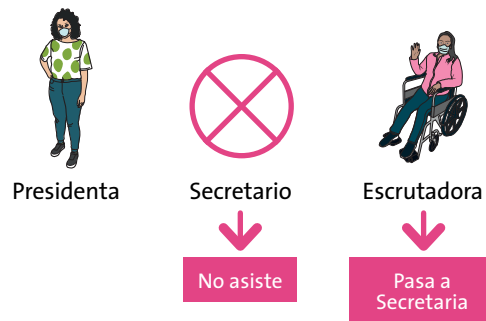 Presidenta
Secretario
Escrutadora
No asiste
Pasa a
Secretaria